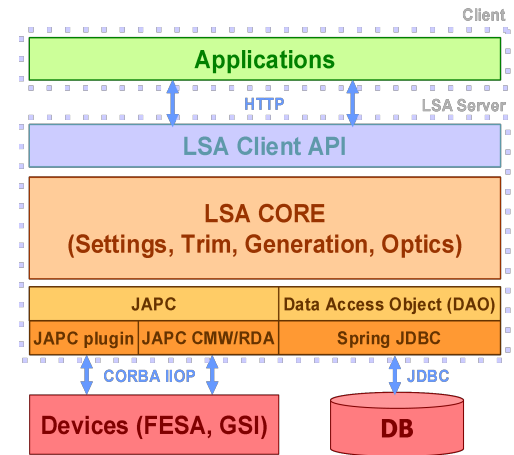 Client
Applications
HTTP
LSA Server
LSA Client API
LSA CORE
(Settings, Trim, Generation, Optics)
JAPC
Data Access Object (DAO)
JAPC plugin
JAPC CMW/RDA
Spring JDBC
CORBA IIOP
JDBC
Devices (FESA, GSI)
DB